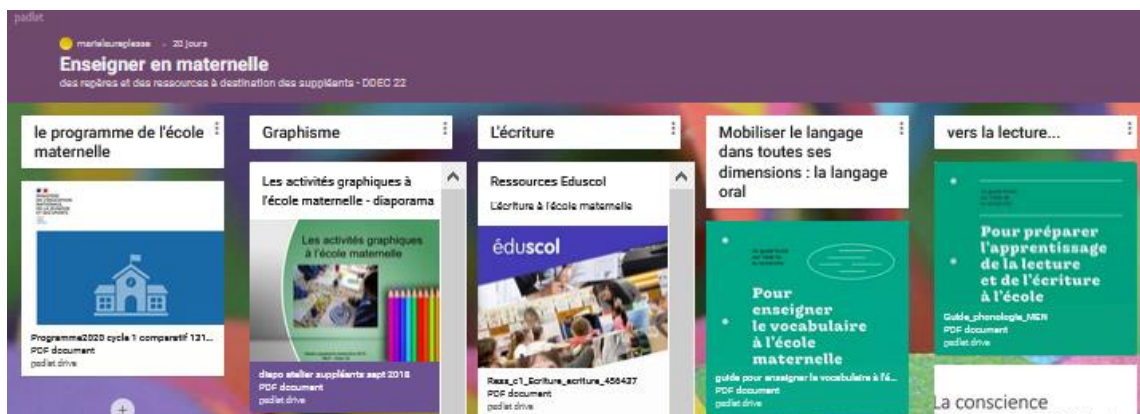 padlet
marielaureplesse · 20 jours
Enseigner en maternelle
des repères et des ressources à destination des suppléants - DDEC 22
le programme de l'école
maternelle
Programme2020 cycle 1 comparatif 131...
PDF document
padlet drive
Graphisme
Les activités graphiques à
l'école maternelle - diaporama
Les activités graphiques
à l'école maternelle
diapo atelier suppléants sept 2018
PDF document
padlet drive
L'écriture
Ressources Eduscol
L'écriture à l'école maternelle
éduscol
Ress_c1_Ecriture_ecriture_456437
PDF document
padlet drive
Mobiliser le langage
dans toutes ses
dimensions : la langage
oral
Pour
enseigner
le vocabulaire
à l'école
maternelle
guide pour enseigner le vocabulaire à l'é...
PDF document
padlet drive
vers la lecture...
Pour préparer
l'apprentissage
de la lecture
et de l'écriture
à l'école
Guide_phonologie_MEN
PDF document
padlet drive
La conscience